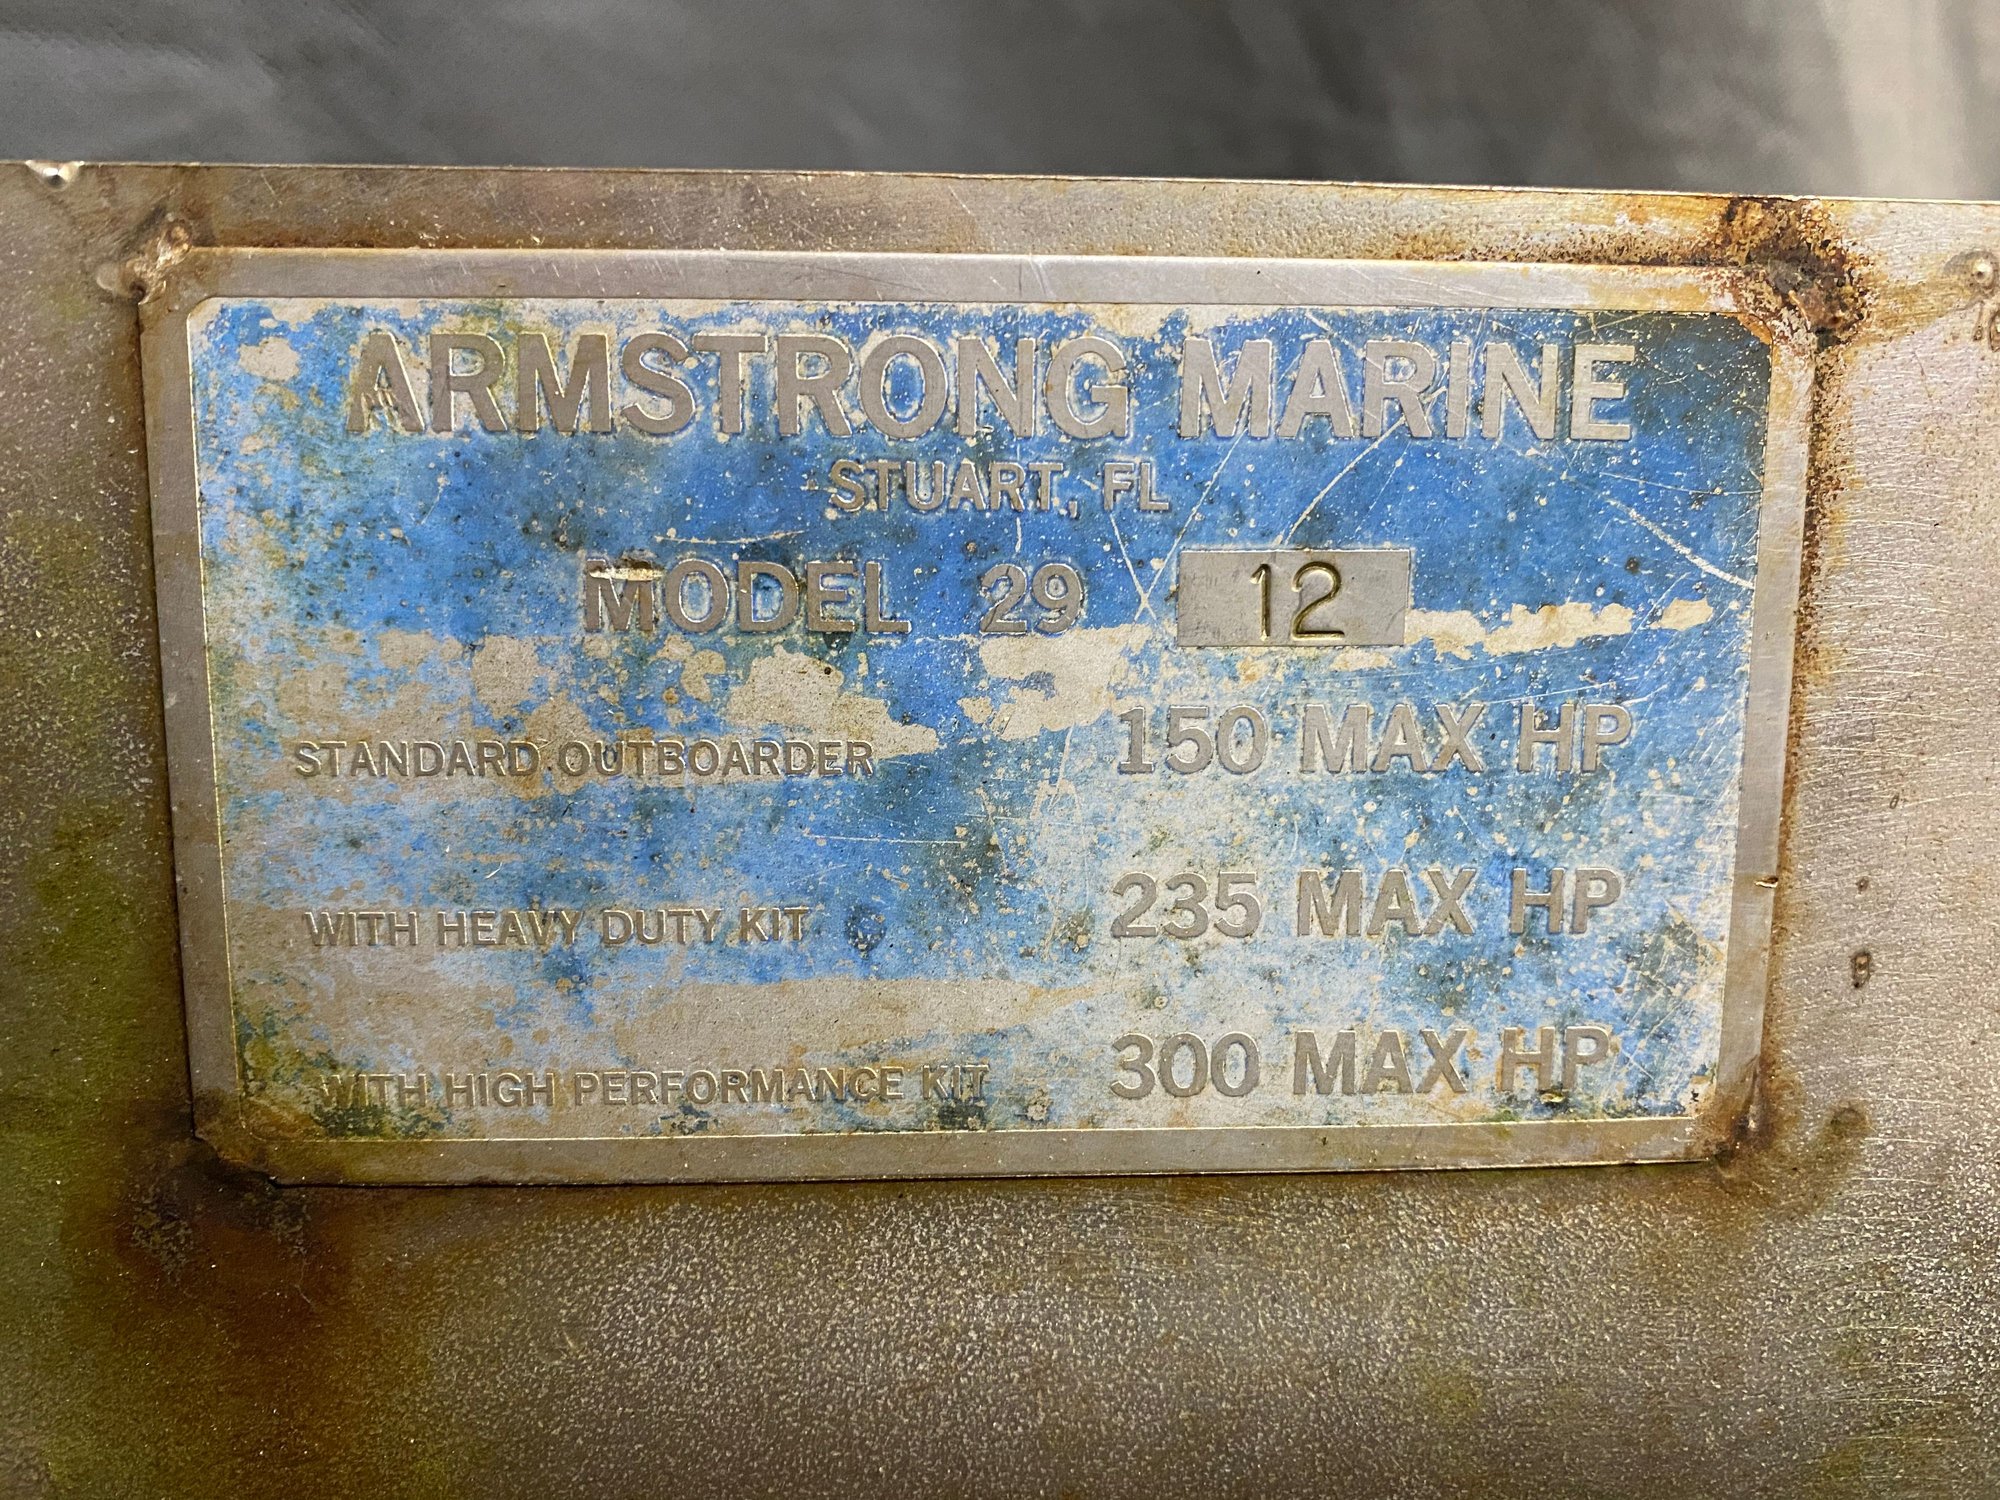 ARMSTRONG MARINE
STUART, FL
MODEL 29 12
STANDARD OUTBOARDER 150 MAX HP
WITH HEAVY DUTY KIT 235 MAX HP
WITH HIGH PERFORMANCE KIT 300 MAX HP